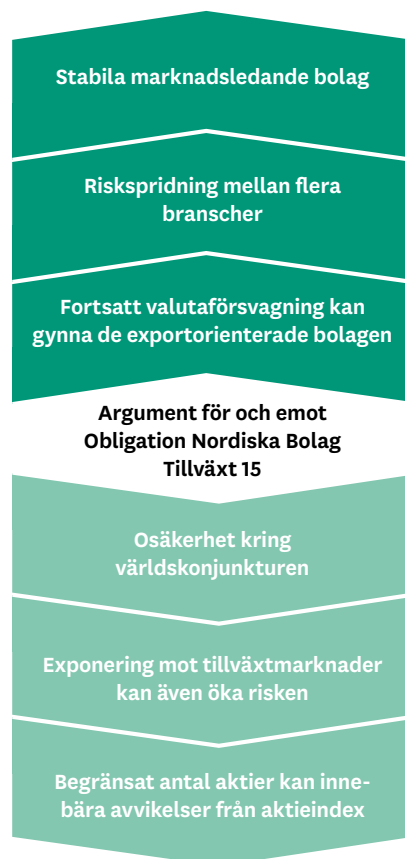 Stabila marknadsledande bolag
Riskspridning mellan flera
branscher
Fortsatt valutaförsvagning kan
gynna de exportorienterade bolagen
Argument för och emot
Obligation Nordiska Bolag
Tillväxt 15
Osäkerhet kring
världskonjunkturen
Exponering mot tillväxtmarknader
kan även öka risken
Begränsat antal aktier kan inne-
bära avvikelser från aktieindex